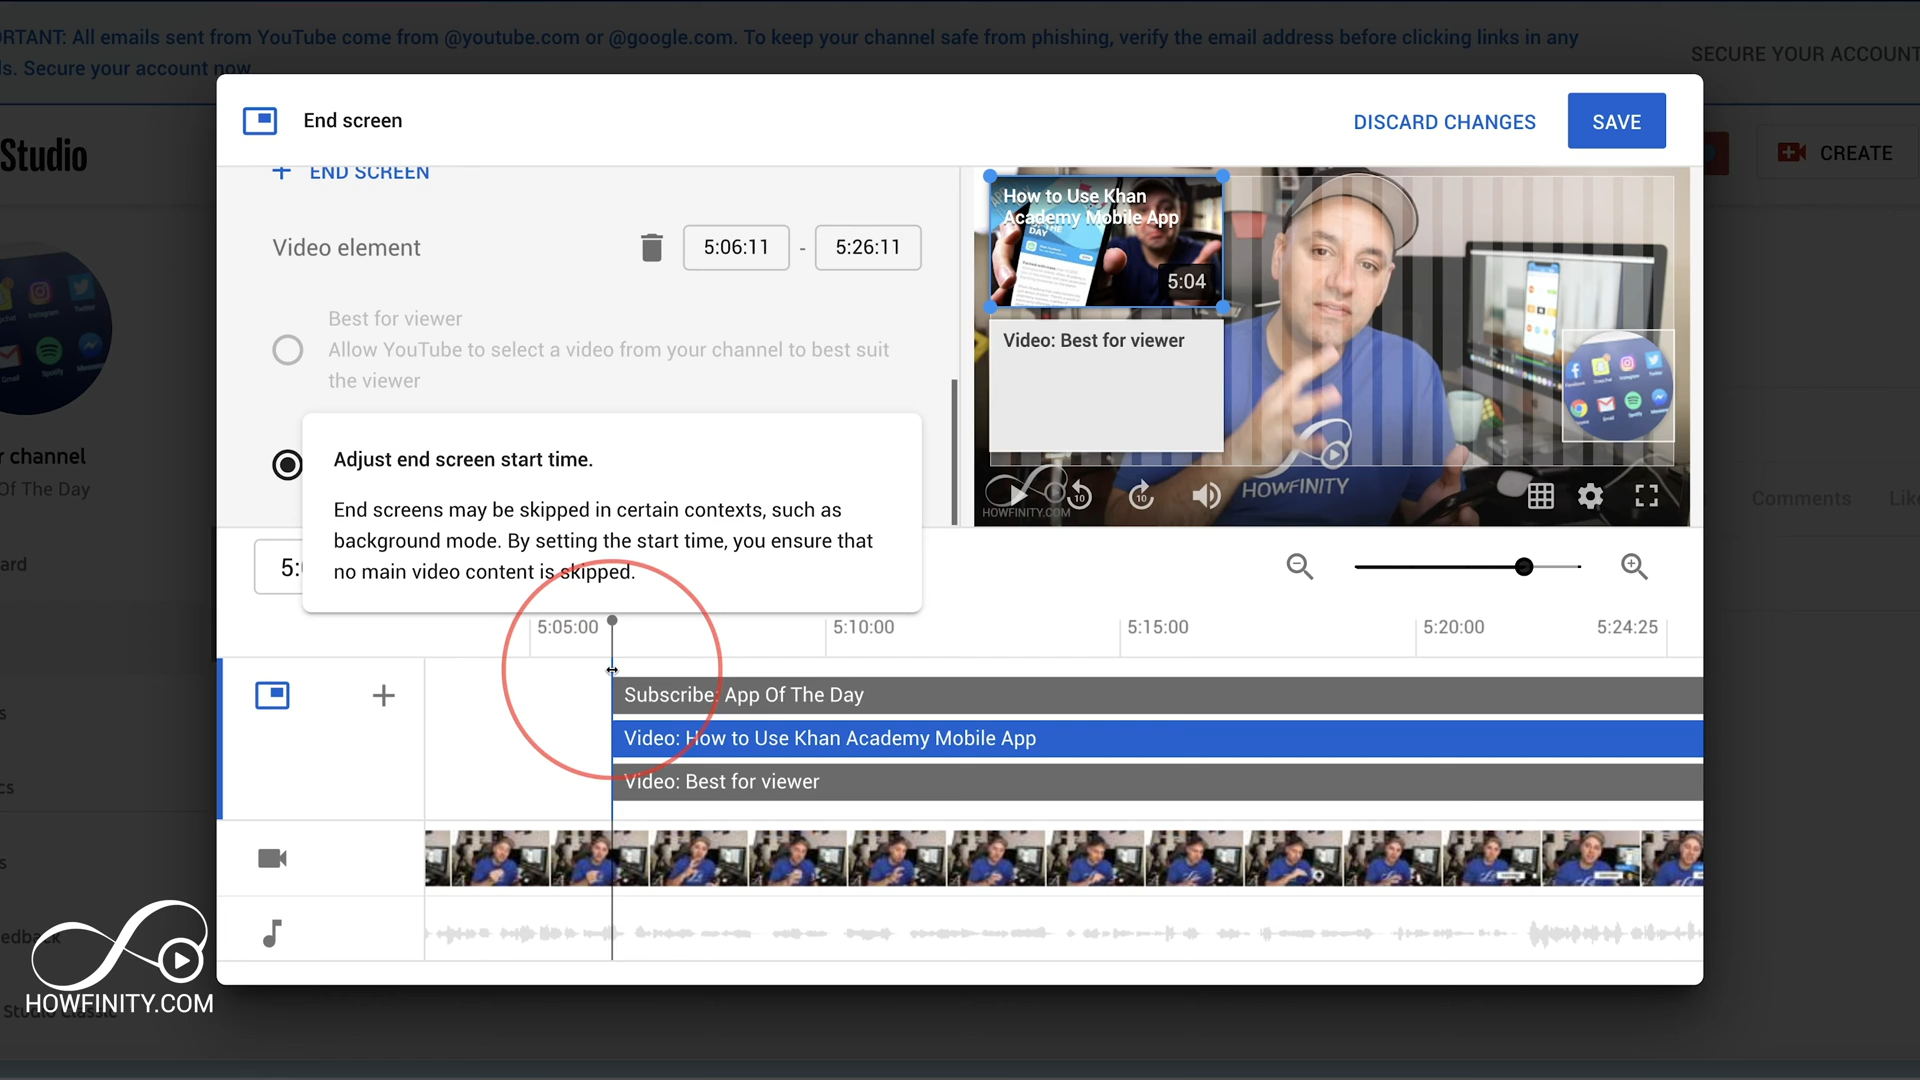 RTANT: All emails sent from YouTube come from @youtube.com or @google.com. To keep your channel safe from phishing, verify the email address before clicking links in any
ls. Secure your account now
SECURE YOUR ACCOUNT
Studio
CREATE
End screen
DISCARD CHANGES
SAVE
+ END SCREEN
Video element
5:06:11 - 5:26:11
Best for viewer
Allow YouTube to select a video from your channel to best suit
the viewer
Adjust end screen start time.
End screens may be skipped in certain contexts, such as
background mode. By setting the start time, you ensure that
no main video content is skipped.
How to Use Khan
Academy Mobile App
5:04
Video: Best for viewer
10
10
HOWFINITY
HOWFINITY.COM
r channel
Of The Day
Comments
5:
5:05:00
5:10:00
5:15:00
5:20:00
5:24:25
Subscribe: App Of The Day
Video: How to Use Khan Academy Mobile App
Video: Best for viewer
HOWFINITY.COM
Studio Classic